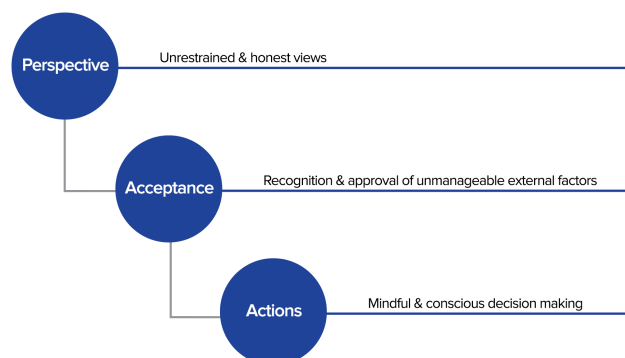 Perspective
Unrestrained & honest views
Acceptance
Recognition & approval of unmanageable external factors
Actions
Mindful & conscious decision making